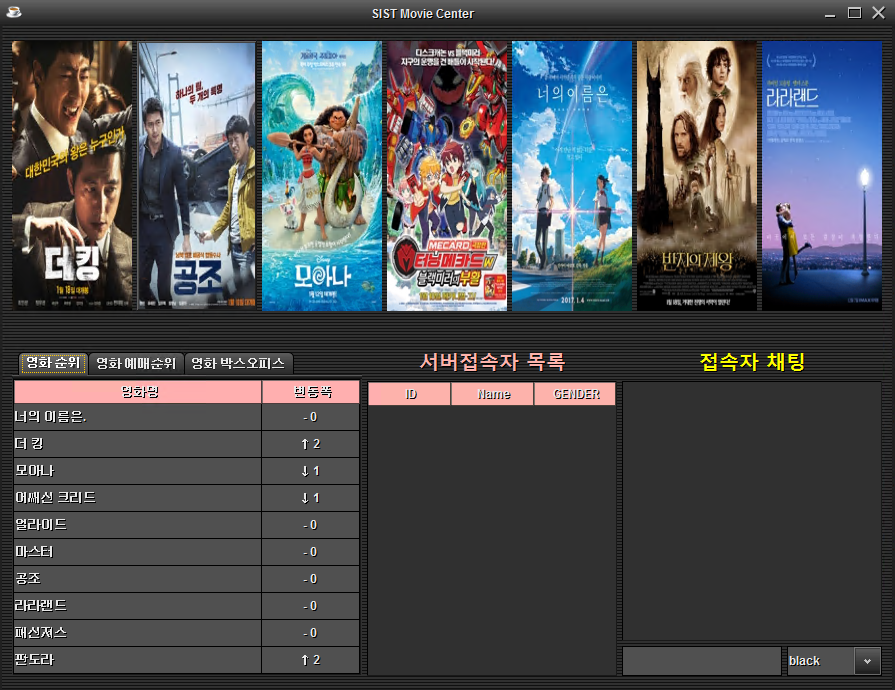 SIST Movie Center
대한민국의 왕은 누구인가
더킹
1월 18일 대개봉
하나의 팀,
두 개의 특명
공조
모아나
디스크캐논 vs 블랙미러
지구의 운명을 건 배틀이 시작된다!
MECARD
터닝메카드W
블랙미러의 부활
너의 이름은
2017.1.4
반지의 제왕
라라랜드
영화 순위
영화 예매순위
영화 박스오피스
서버접속자 목록
접속자 채팅
영화명 변동폭
너의 이름은. - 0
더 킹 ↑ 2
모아나 ↓ 1
어쌔신 크리드 ↓ 1
얼라이드 - 0
마스터 - 0
공조 - 0
라라랜드 - 0
패신저스 - 0
판도라 ↑ 2
ID Name GENDER
black